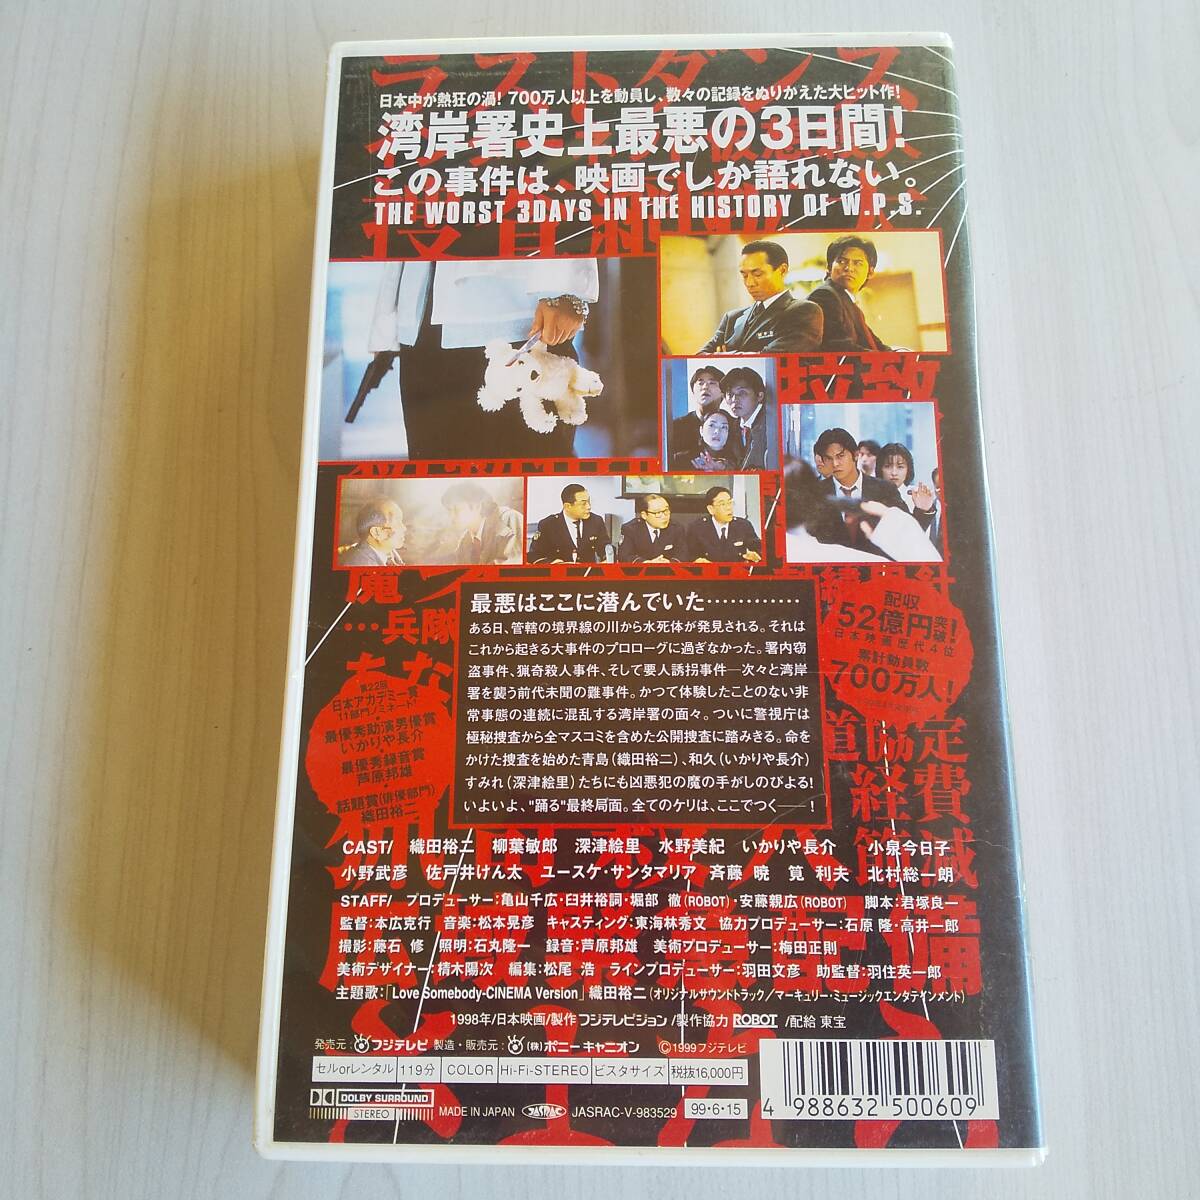 ラストダンス
日本中が熱狂の渦! 700万人以上を動員し、数々の記録をぬりかえた大ヒット作!
湾岸署史上最悪の3日間!
この事件は、映画でしか語れない。
THE WORST 3DAYS IN THE HISTORY OF W.P.S.
拉致
魔
…兵隊
最悪はここに潜んでいた…………
ある日、管轄の境界線の川から水死体が発見される。それは
これから起きる大事件のプロローグに過ぎなかった。署内窃
盗事件、猟奇殺人事件、そして要人誘拐事件―次々と湾岸
署を襲う前代未聞の難事件。かつて体験したことのない非
常事態の連続に混乱する湾岸署の面々。ついに警視庁は
極秘捜査から全マスコミを含めた公開捜査に踏みきる。命を
かけた捜査を始めた青島(織田裕二)、和久(いかりや長介)
すみれ(深津絵里)たちにも凶悪犯の魔の手がしのびよる!
いよいよ、"踊る"最終局面。全てのケリは、ここでつく――!
配収
52億円突破!
日本映画歴代4位
累計動員数
700万人!
第22回
日本アカデミー賞
11部門ノミネート!
・
最優秀助演男優賞
いかりや長介
・
最優秀録音賞
芦原邦雄
・
話題賞(俳優部門)
織田裕二
道協定
経費
節減
CAST/ 織田裕二 柳葉敏郎 深津絵里 水野美紀 いかりや長介 小泉今日子
小野武彦 佐戸井けん太 ユースケ・サンタマリア 斉藤 暁 筧 利夫 北村総一朗
STAFF/ プロデューサー:亀山千広・臼井裕詞・堀部 徹(ROBOT)・安藤親広(ROBOT) 脚本:君塚良一
監督:本広克行 音楽:松本晃彦 キャスティング:東海林秀文 協力プロデューサー:石原 隆・高井一郎
撮影:藤石 修 照明:石丸隆一 録音:芦原邦雄 美術プロデューサー:梅田正則
美術デザイナー:精木陽次 編集:松尾 浩 ラインプロデューサー:羽田文彦 助監督:羽住英一郎
主題歌:「Love Somebody-CINEMA Version」織田裕二(オリジナルサウンドトラック/マーキュリー・ミュージックエンタテインメント)
1998年/日本映画/製作 フジテレビジョン/製作協力 ROBOT /配給 東宝
発売元: フジテレビ 製造・販売元: (株)ポニーキャニオン ©1999フジテレビ
セルorレンタル 119分 COLOR Hi-Fi-STEREO ビスタサイズ 税抜16,000円
DOLBY SURROUND
STEREO
MADE IN JAPAN JASRAC JASRAC-V-983529 99・6・15
4 988632 500609